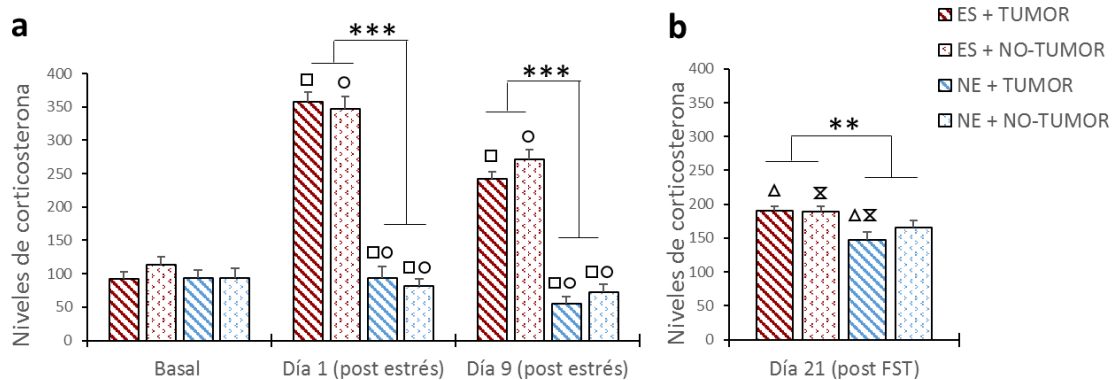 a
***
***
Niveles de corticosterona
400
350
300
250
200
150
100
50
0
Basal
Día 1 (post estrés)
Día 9 (post estrés)
b
**
Niveles de corticosterona
400
350
300
250
200
150
100
50
0
Día 21 (post FST)
ES + TUMOR
ES + NO-TUMOR
NE + TUMOR
NE + NO-TUMOR